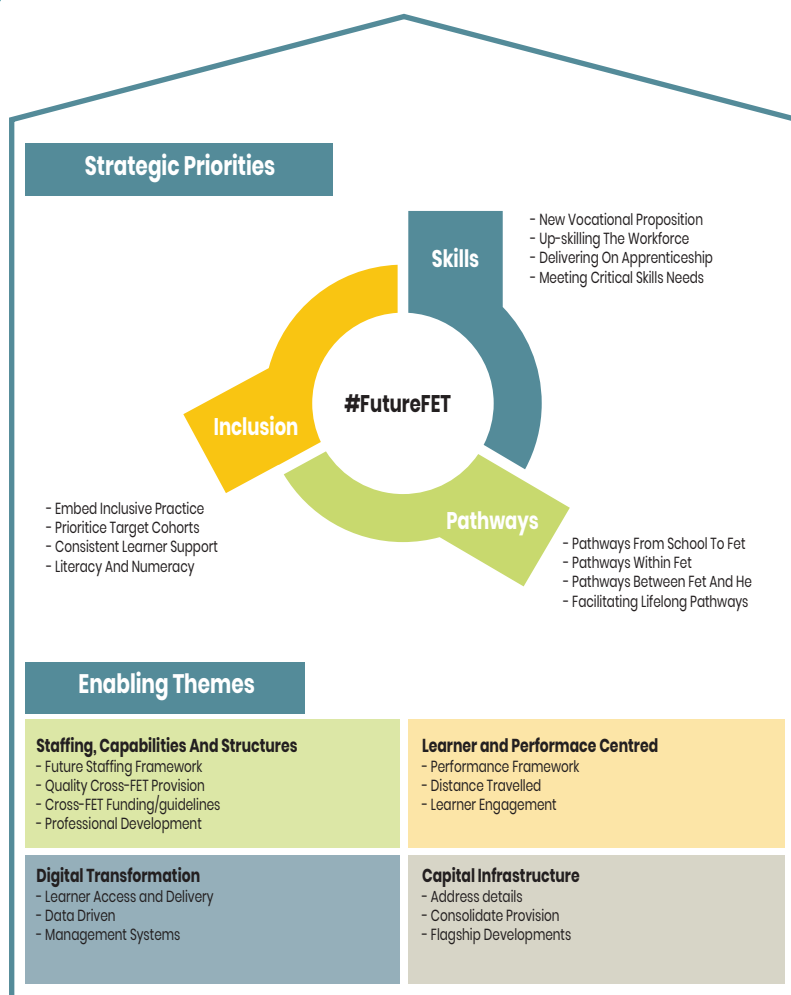 Strategic Priorities
Skills
- New Vocational Proposition
- Up-skilling The Workforce
- Delivering On Apprenticeship
- Meeting Critical Skills Needs
#FutureFET
Inclusion
- Embed Inclusive Practice
- Prioritice Target Cohorts
- Consistent Learner Support
- Literacy And Numeracy
Pathways
- Pathways From School To Fet
- Pathways Within Fet
- Pathways Between Fet And He
- Facilitating Lifelong Pathways
Enabling Themes
Staffing, Capabilities And Structures
- Future Staffing Framework
- Quality Cross-FET Provision
- Cross-FET Funding/guidelines
- Professional Development
Learner and Performace Centred
- Performance Framework
- Distance Travelled
- Learner Engagement
Digital Transformation
- Learner Access and Delivery
- Data Driven
- Management Systems
Capital Infrastructure
- Address details
- Consolidate Provision
- Flagship Developments